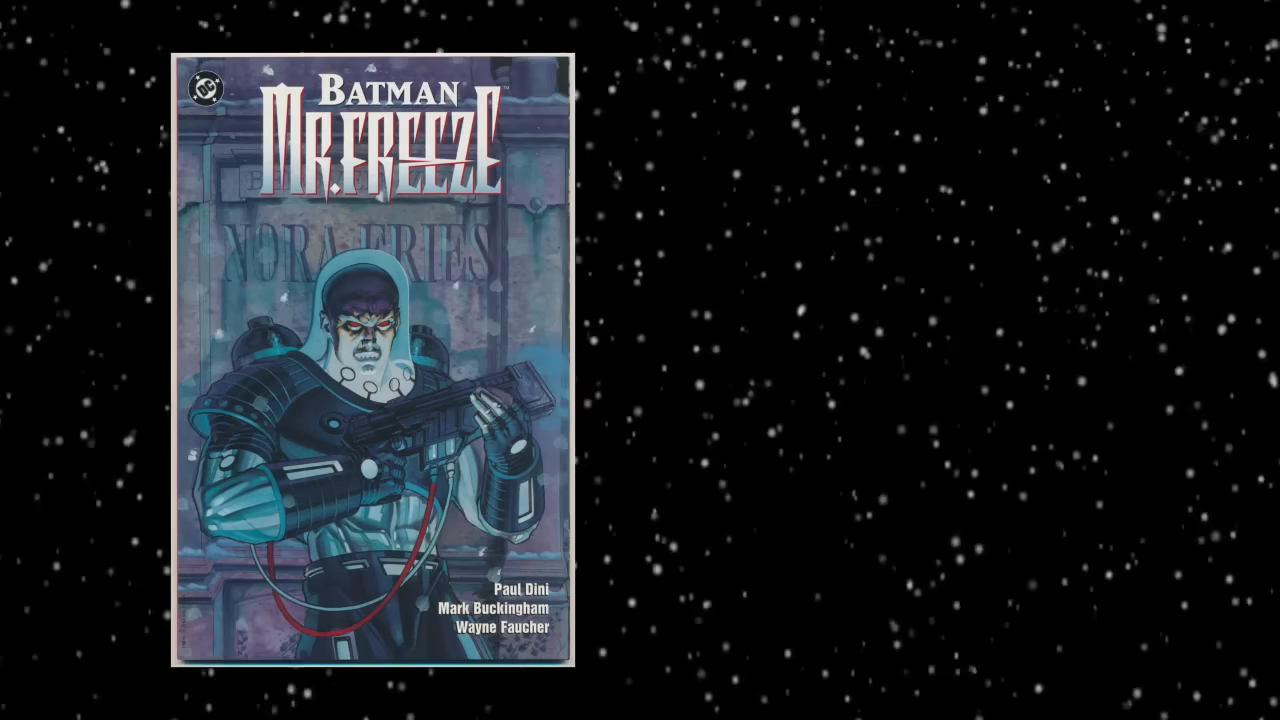 DC
BATMAN
MR. FREEZE
NORA FRIES
Paul Dini
Mark Buckingham
Wayne Faucher